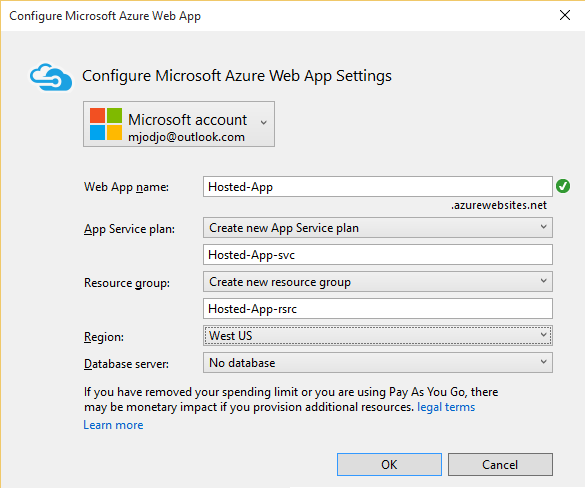 Configure Microsoft Azure Web App
Configure Microsoft Azure Web App Settings
Microsoft account
mjodjo@outlook.com
Web App name: Hosted-App
.azurewebsites.net
App Service plan: Create new App Service plan
Hosted-App-svc
Resource group: Create new resource group
Hosted-App-rsrc
Region: West US
Database server: No database
If you have removed your spending limit or you are using Pay As You Go, there
may be monetary impact if you provision additional resources. legal terms
Learn more
OK Cancel